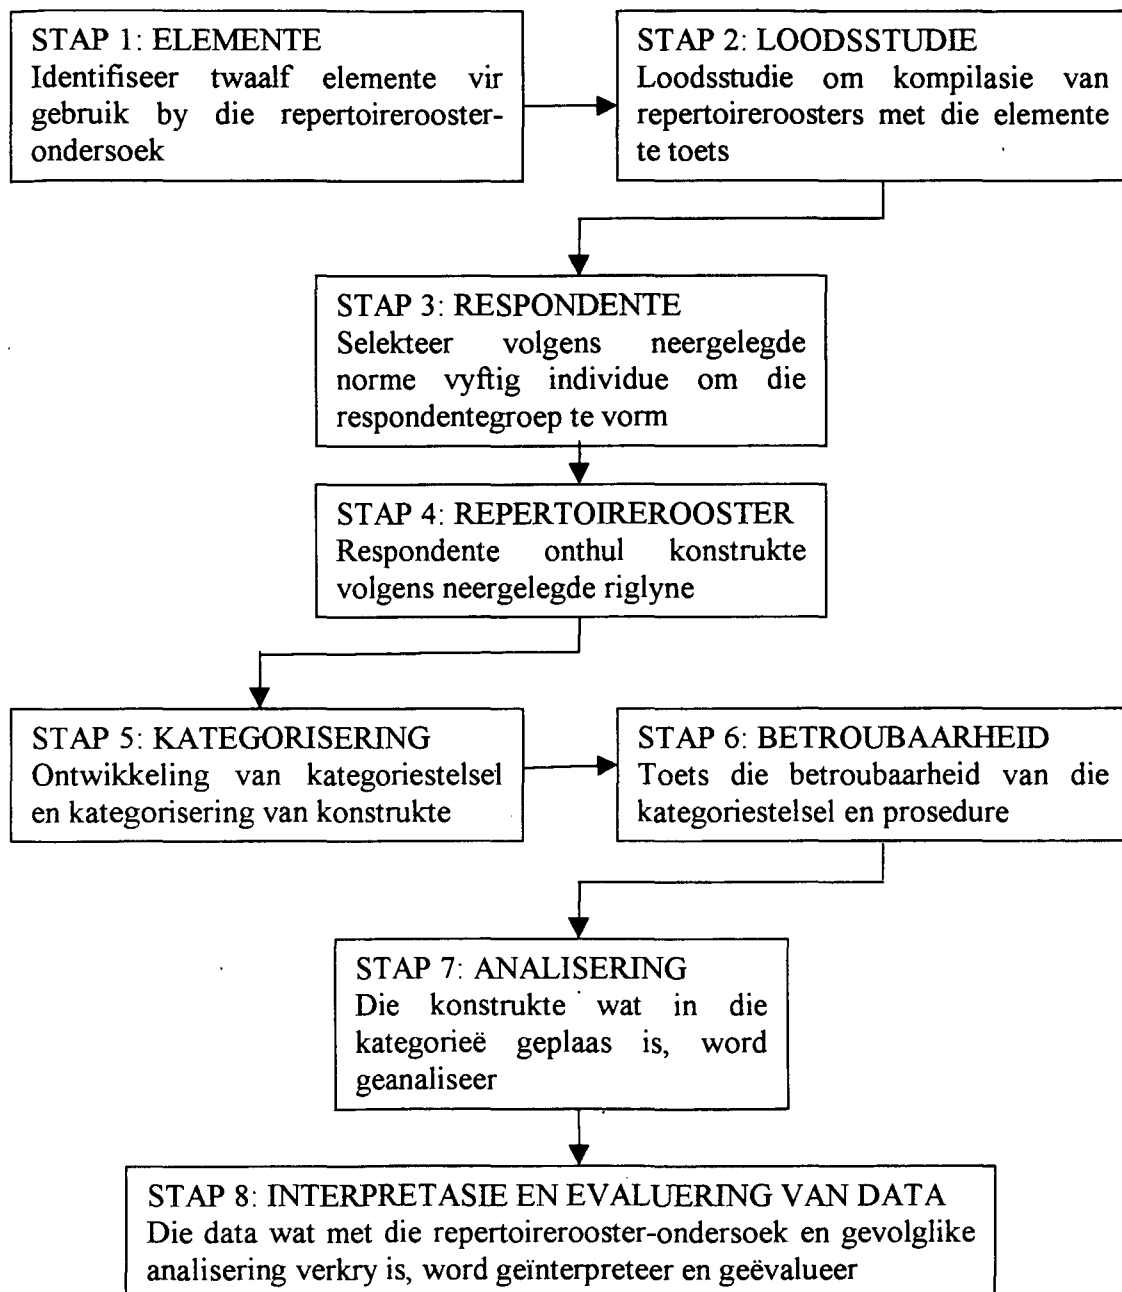 STAP 1: ELEMENTE
Identifiseer twaalf elemente vir
gebruik by die repertoirerooster-
ondersoek
STAP 2: LOODSSTUDIE
Loodsstudie om kompilasie van
repertoireroosters met die elemente
te toets
STAP 3: RESPONDENTE
Selekteer volgens neergelegde
norme vyftig individue om die
respondentegroep te vorm
STAP 4: REPERTOIREROOSTER
Respondente onthul konstrukte
volgens neergelegde riglyne
STAP 5: KATEGORISERING
Ontwikkeling van kategoriestelsel
en kategorisering van konstrukte
STAP 6: BETROUBAARHEID
Toets die betroubaarheid van die
kategoriestelsel en prosedure
STAP 7: ANALISERING
Die konstrukte wat in die
kategorieë geplaas is, word
geanaliseer
STAP 8: INTERPRETASIE EN EVALUERING VAN DATA
Die data wat met die repertoirerooster-ondersoek en gevolglike
analisering verkry is, word geïnterpreteer en geëvalueer